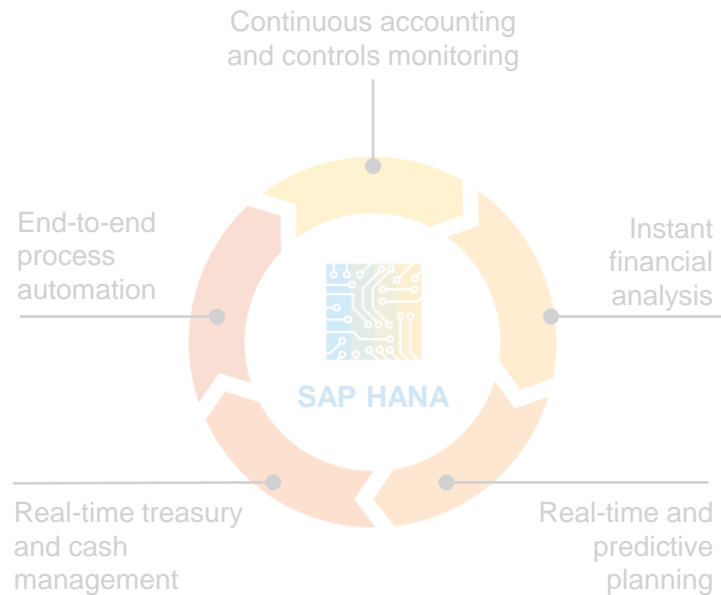 Continuous accounting
and controls monitoring
End-to-end
process
automation
Instant
financial
analysis
SAP HANA
Real-time treasury
and cash
management
Real-time and
predictive
planning